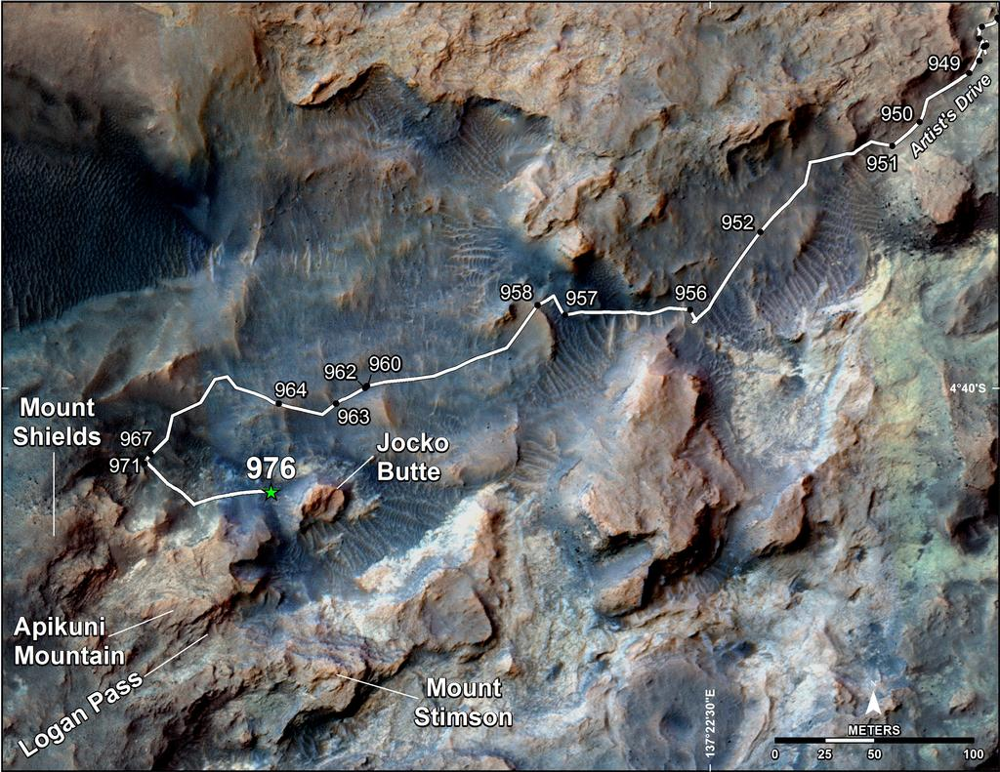 949
950
Artist's Drive
951
952
958
957
956
962
960
964
963
4°40'S
Mount
Shields
967
971
976
Jocko
Butte
Apikuni
Mountain
Logan Pass
Mount
Stimson
137°22'30"E
METERS
0 25 50 100